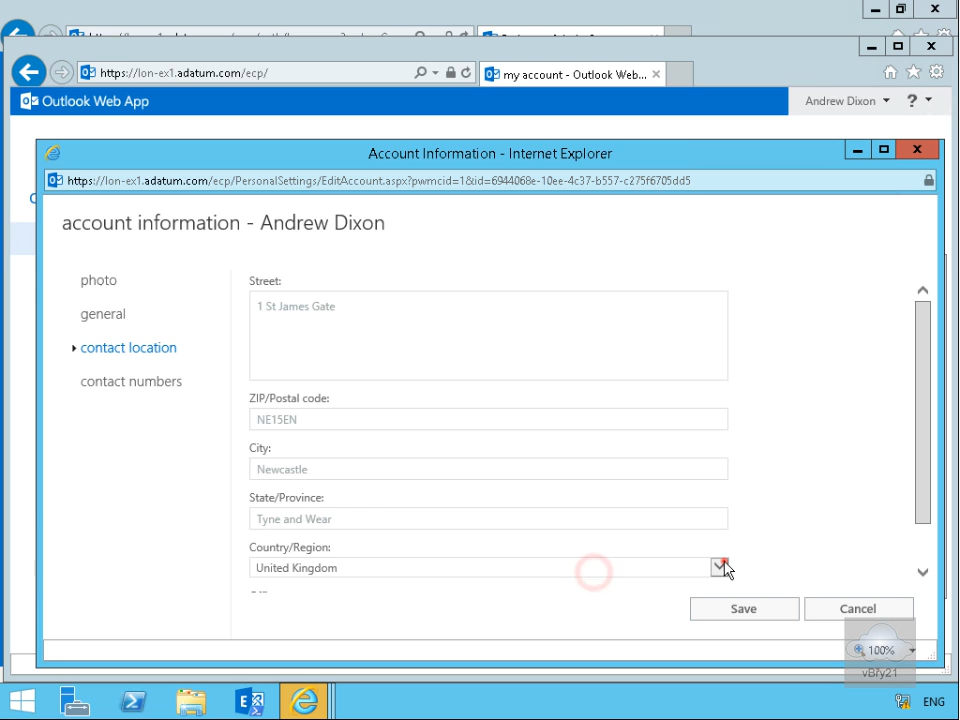 https://lon-ex1.adatum.com/ecp/
my account - Outlook Web...
Outlook Web App
Andrew Dixon
?
Account Information - Internet Explorer
https://lon-ex1.adatum.com/ecp/PersonalSettings/EditAccount.aspx?pwmcid=1&id=6944068e-10ee-4c37-b557-c275f6705dd5
account information - Andrew Dixon
photo
general
contact location
contact numbers
Street:
1 St James Gate
ZIP/Postal code:
NE15EN
City:
Newcastle
State/Province:
Tyne and Wear
Country/Region:
United Kingdom
Save
Cancel
100%
vBfy21
ENG